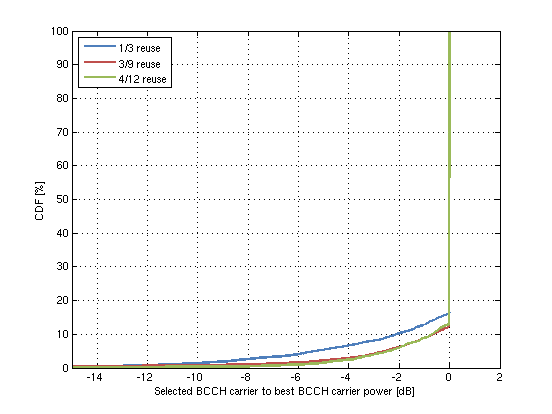 100
90
80
70
60
50
40
30
20
10
0
CDF [%]
1/3 reuse
3/9 reuse
4/12 reuse
-14 -12 -10 -8 -6 -4 -2 0 2
Selected BCCH carrier to best BCCH carrier power [dB]